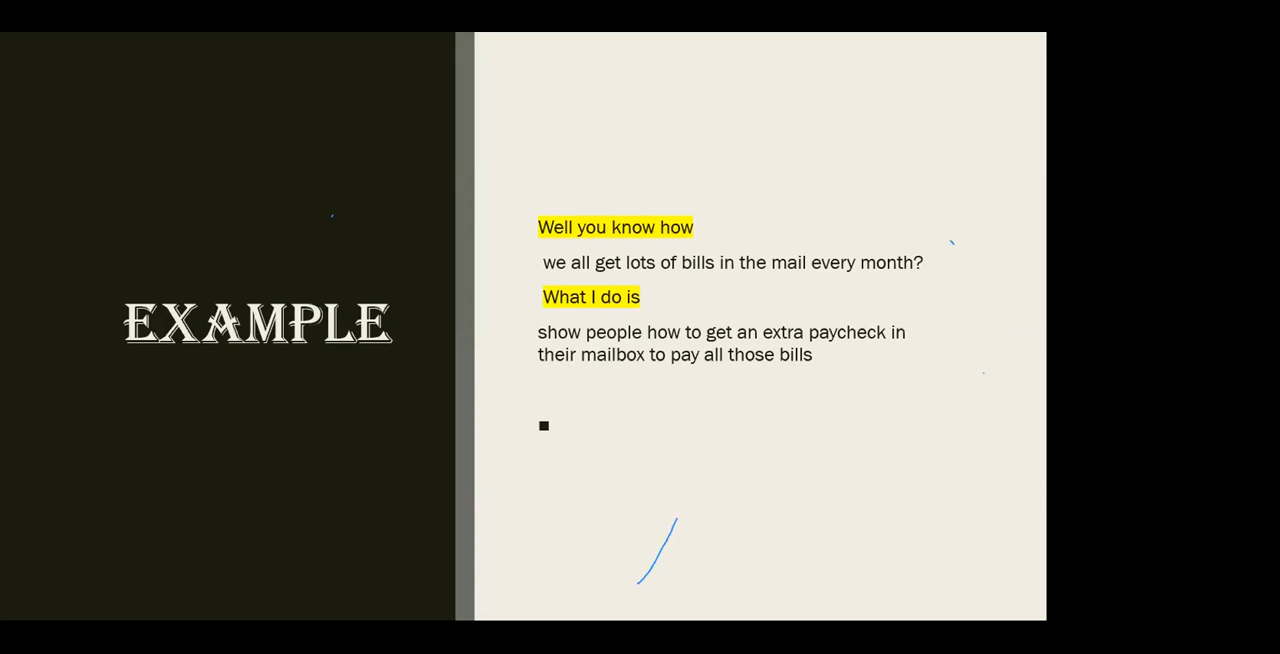 EXAMPLE
Well you know how
we all get lots of bills in the mail every month?
What I do is
show people how to get an extra paycheck in
their mailbox to pay all those bills